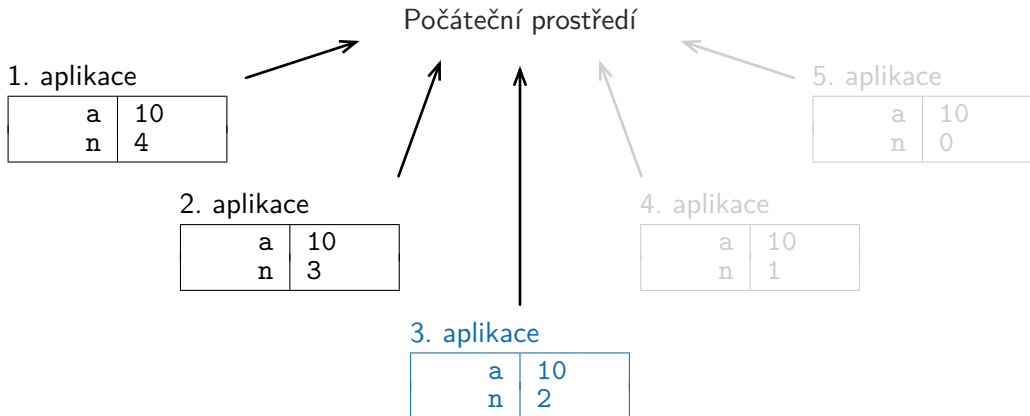 Počáteční prostředí
1. aplikace
a 10
n 4
2. aplikace
a 10
n 3
3. aplikace
a 10
n 2
4. aplikace
a 10
n 1
5. aplikace
a 10
n 0